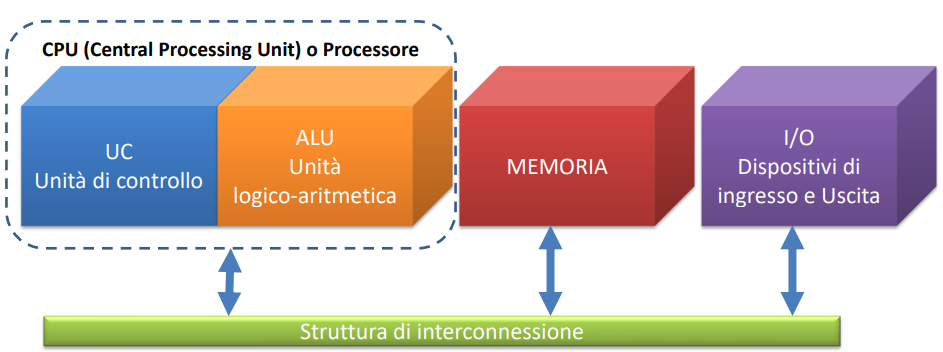 CPU (Central Processing Unit) o Processore
UC
Unità di controllo
ALU
Unità
logico-aritmetica
MEMORIA
I/O
Dispositivi di
ingresso e Uscita
Struttura di interconnessione